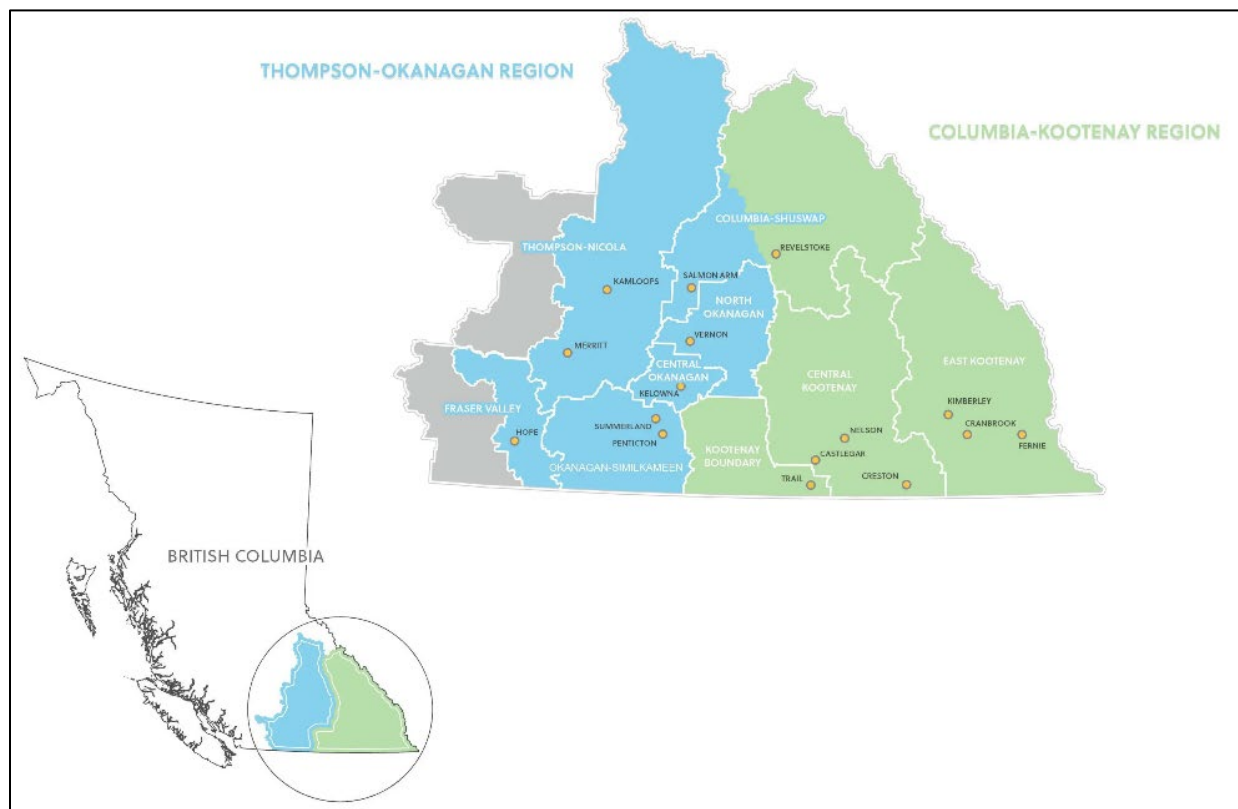 THOMPSON-OKANAGAN REGION
COLUMBIA-KOOTENAY REGION
COLUMBIA-SHUSWAP
THOMPSON-NICOLA
REVELSTOKE
KAMLOOPS
SALMON ARM
NORTH
OKANAGAN
VERNON
MERRITT
CENTRAL
OKANAGAN
EAST KOOTENAY
CENTRAL
KOOTENAY
KELOWNA
KIMBERLEY
FRASER VALLEY
SUMMERLAND
CRANBROOK
HOPE
PENTICTON
NELSON
FERNIE
KOOTENAY
BOUNDARY
CASTLEGAR
OKANAGAN-SIMILKAMEEN
TRAIL
CRESTON
BRITISH COLUMBIA